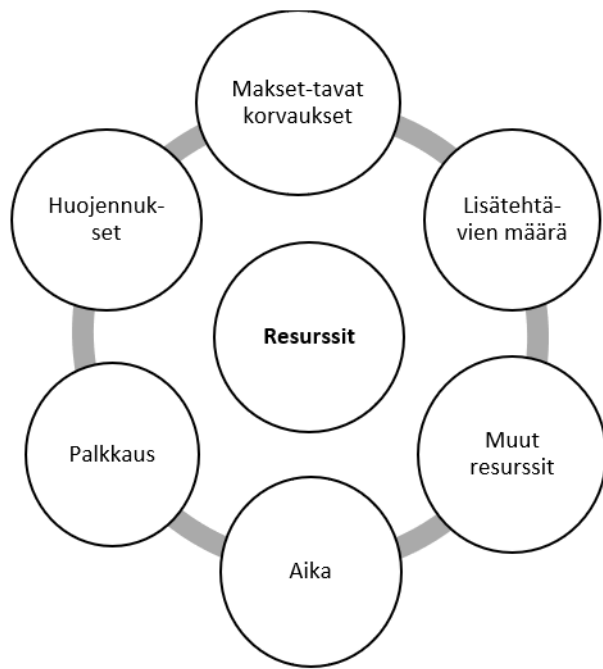 Makset-tavat
korvaukset
Huojennuk-
set
Lisätehtä-
vien määrä
Resurssit
Palkkaus
Muut
resurssit
Aika